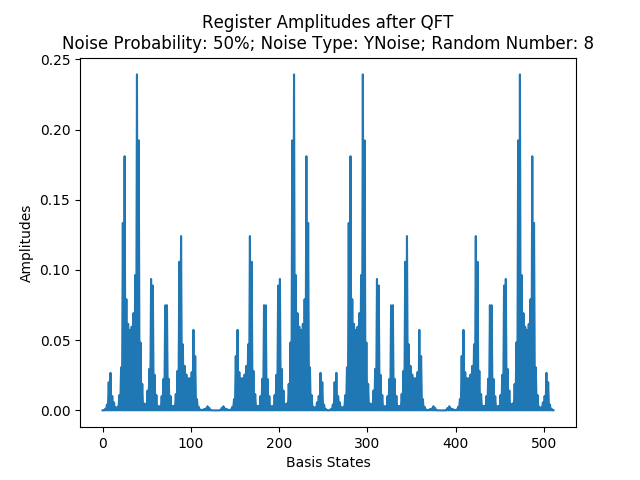 Register Amplitudes after QFT
Noise Probability: 50%; Noise Type: YNoise; Random Number: 8
0.25
0.20
0.15
0.10
0.05
0.00
Amplitudes
0 100 200 300 400 500
Basis States